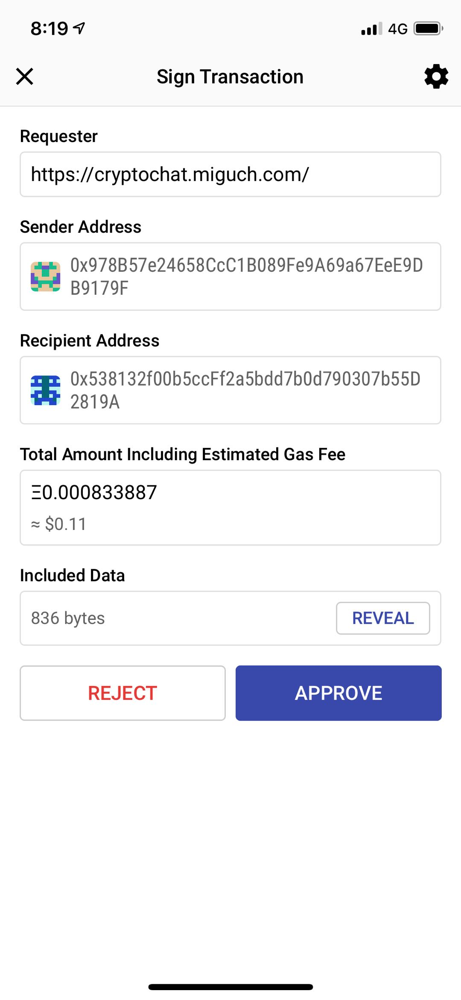 8:19
4G
Sign Transaction
Requester
https://cryptochat.miguch.com/
Sender Address
0x978B57e24658CcC1B089Fe9A69a67EeE9D
B9179F
Recipient Address
0x538132f00b5ccFf2a5bdd7b0d790307b55D
2819A
Total Amount Including Estimated Gas Fee
Ξ0.000833887
≈ $0.11
Included Data
836 bytes
REVEAL
REJECT
APPROVE